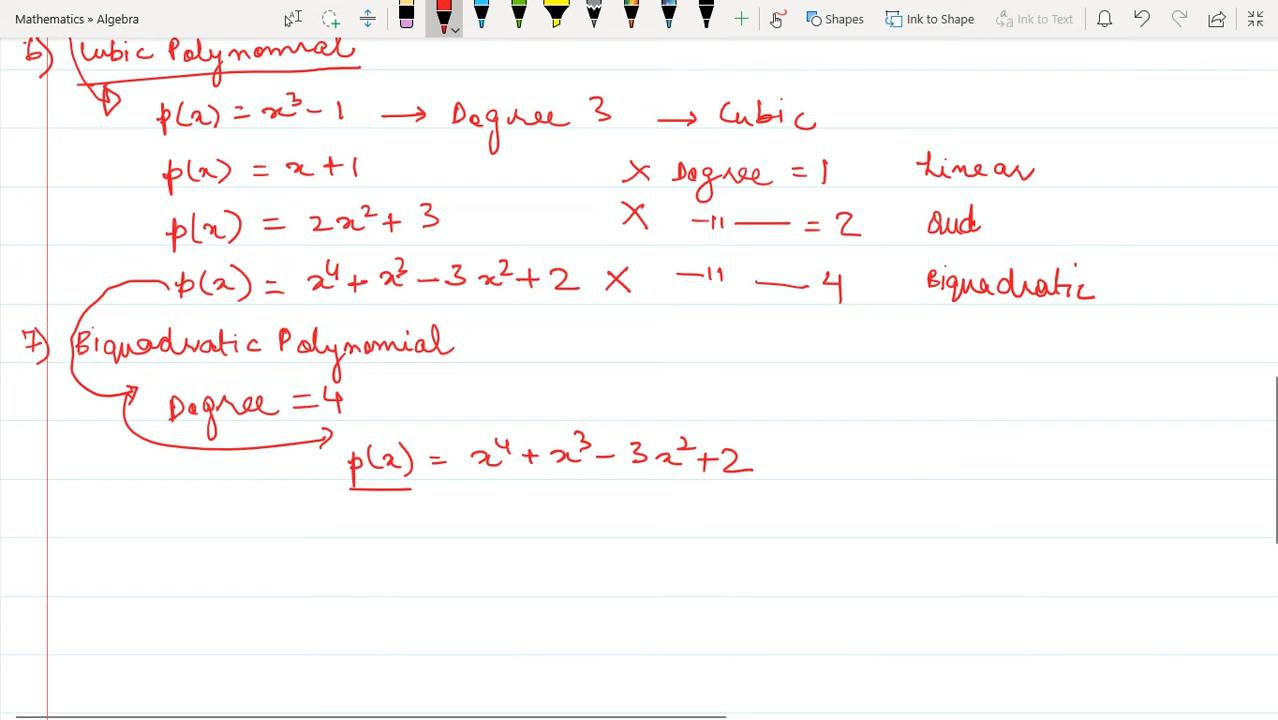 Mathematics » Algebra
Shapes Ink to Shape Ink to Text
6) Cubic Polynomial
p(x) = x³ - 1 → Degree 3 → Cubic
p(x) = x + 1 × Degree = 1 Linear
p(x) = 2x² + 3 × -11- = 2 Quad
p(x) = x⁴ + x³ - 3x² + 2 × -11- 4 Biquadratic
7) Biquadratic Polynomial
Degree = 4
p(x) = x⁴ + x³ - 3x² + 2